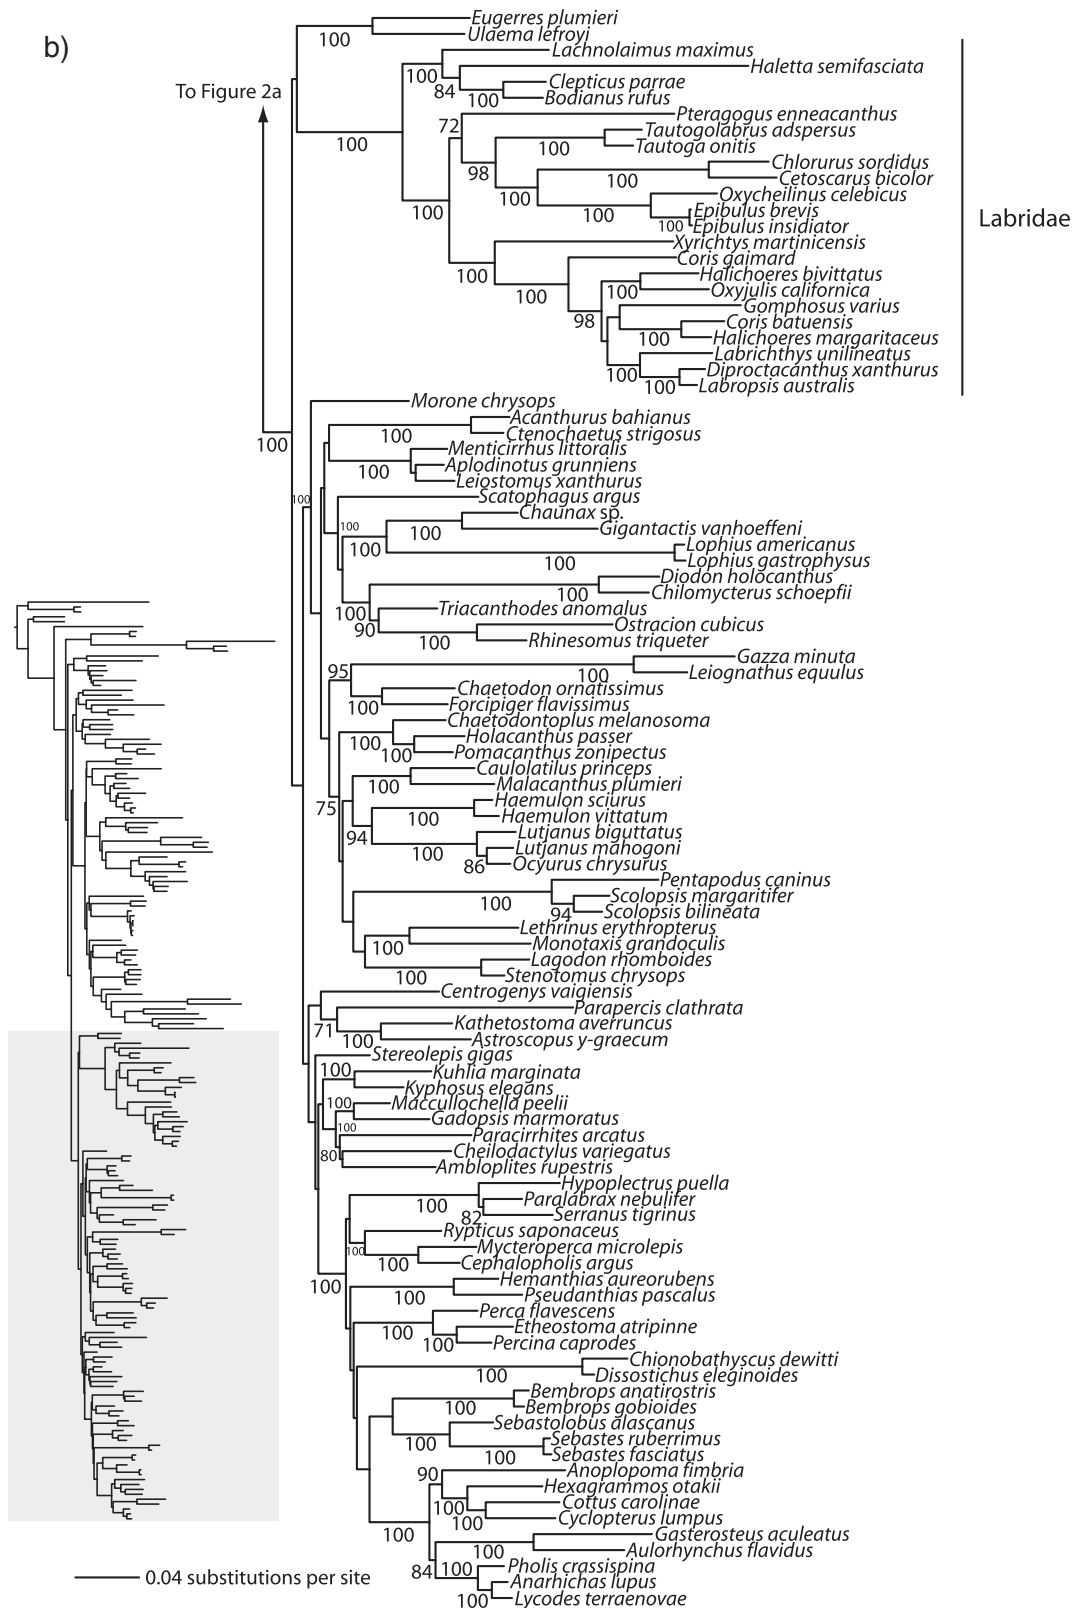 b)
To Figure 2a
Eugerres plumieri
100
Ulaema lefroyi
Lachnolaimus maximus
100
Haletta semifasciata
84
Clepticus parrae
100
Bodianus rufus
100
Pteragogus enneacanthus
72
Tautogolabrus adspersus
100
Tautoga onitis
98
Chlorurus sordidus
100
Cetoscarus bicolor
100
Oxycheilinus celebicus
100
Epibulus brevis
100
Epibulus insidiator
Labridae
100
Xyrichtys martinicensis
100
Coris gaimard
100
Halichoeres bivittatus
100
Oxyjulis californica
98
Gomphosus varius
Coris batuensis
100
Halichoeres margaritaceus
Labrichthys unilineatus
100
Diproctacanthus xanthurus
100
Labropsis australis
Morone chrysops
100
Acanthurus bahianus
100
Ctenochaetus strigosus
Menticirrhus littoralis
100
Aplodinotus grunniens
Leiostomus xanthurus
100
Scatophagus argus
Chaunax sp.
100
100
Gigantactis vanhoeffeni
100
Lophius americanus
100
Lophius gastrophysus
Diodon holocanthus
100
Chilomycterus schoepfii
100
Triacanthodes anomalus
90
Ostracion cubicus
100
Rhinesomus triqueter
Gazza minuta
95
100
Leiognathus equulus
Chaetodon ornatissimus
100
Forcipiger flavissimus
Chaetodontoplus melanosoma
100
Holacanthus passer
100
Pomacanthus zonipectus
Caulolatilus princeps
100
Malacanthus plumieri
75
Haemulon sciurus
100
Haemulon vittatum
94
Lutjanus biguttatus
100
Lutjanus mahogoni
86
Ocyurus chrysurus
Pentapodus caninus
100
Scolopsis margaritifer
94
Scolopsis bilineata
Lethrinus erythropterus
100
Monotaxis grandoculis
Lagodon rhomboides
100
Stenotomus chrysops
Centrogenys vaigiensis
Parapercis clathrata
71
Kathetostoma averruncus
100
Astroscopus y-graecum
Stereolepis gigas
100
Kuhlia marginata
Kyphosus elegans
100
Maccullochella peelii
Gadopsis marmoratus
100
Paracirrhites arcatus
80
Cheilodactylus variegatus
Ambloplites rupestris
Hypoplectrus puella
100
Paralabrax nebulifer
82
Serranus tigrinus
Rypticus saponaceus
100
Mycteroperca microlepis
100
Cephalopholis argus
100
Hemanthias aureorubens
100
Pseudanthias pascalus
Perca flavescens
100
Etheostoma atripinne
100
Percina caprodes
Chionobathyscus dewitti
100
Dissostichus eleginoides
Bembrops anatirostris
100
Bembrops gobioides
Sebastolobus alascanus
100
Sebastes ruberrimus
100
Sebastes fasciatus
90
Anoplopoma fimbria
Hexagrammos otakii
100
Cottus carolinae
100
Cyclopterus lumpus
100
Gasterosteus aculeatus
100
Aulorhynchus flavidus
84
100
Pholis crassispina
Anarhichas lupus
100
Lycodes terraenovae
0.04 substitutions per site